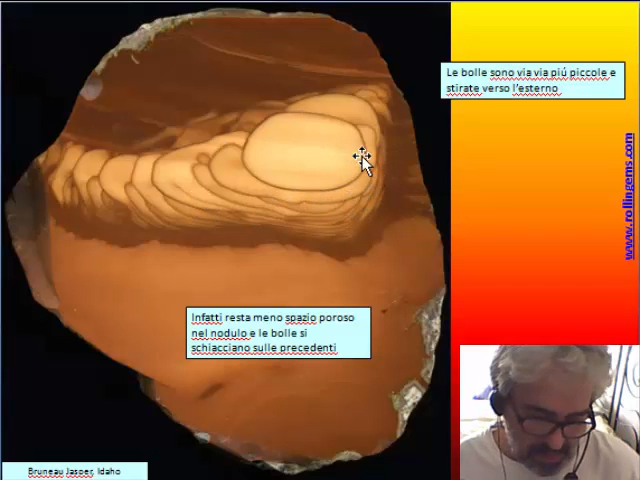 Le bolle sono via via piú piccole e
stirate verso l'esterno
www.rollingems.com
Infatti resta meno spazio poroso
nel nodulo e le bolle si
schiacciano sulle precedenti
Bruneau Jasper, Idaho